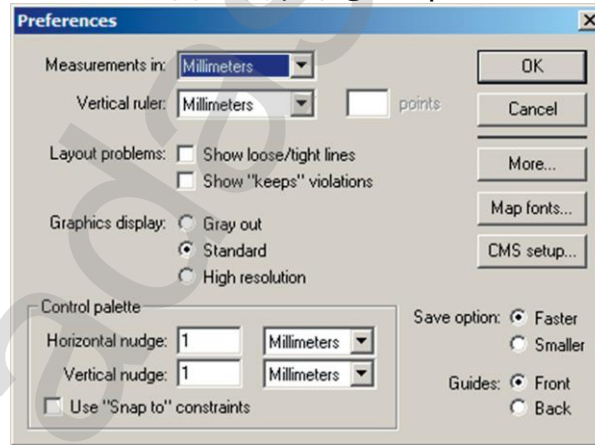 Preferences
Measurements in: Millimeters
OK
Vertical ruler: Millimeters points
Cancel
Layout problems: Show loose/tight lines
More...
Show "keeps" violations
Map fonts...
Graphics display: Gray out
Standard
CMS setup...
High resolution
Control palette
Save option: Faster
Horizontal nudge: 1 Millimeters
Smaller
Vertical nudge: 1 Millimeters
Guides: Front
Use "Snap to" constraints
Back